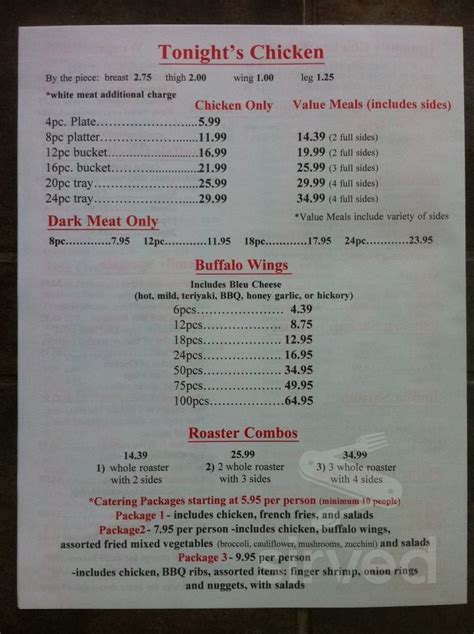 Tonight's Chicken
By the piece: breast 2.75 thigh 2.00 wing 1.00 leg 1.25
*white meat additional charge
Chicken Only Value Meals (includes sides)
4pc. Plate........................5.99
8pc platter........................11.99 14.39 (2 full sides)
12pc bucket........................16.99 19.99 (2 full sides)
16pc. bucket........................21.99 25.99 (3 full sides)
20pc tray........................25.99 29.99 (4 full sides)
24pc tray........................29.99 34.99 (4 full sides)
*Value Meals include variety of sides
Dark Meat Only
8pc............7.95 12pc............11.95 18pc............17.95 24pc............23.95
Buffalo Wings
Includes Bleu Cheese
(hot, mild, teriyaki, BBQ, honey garlic, or hickory)
6pcs........................ 4.39
12pcs........................ 8.75
18pcs........................12.95
24pcs........................16.95
50pcs........................34.95
75pcs........................49.95
100pcs........................64.95
Roaster Combos
14.39 25.99 34.99
1) whole roaster 2) 2 whole roaster 3) 3 whole roaster
with 2 sides with 3 sides with 4 sides
*Catering Packages starting at 5.95 per person (minimum 10 people)
Package 1 - includes chicken, french fries, and salads
Package2 - 7.95 per person -includes chicken, buffalo wings,
assorted fried mixed vegetables (broccoli, cauliflower, mushrooms, zucchini) and salads
Package 3 - 9.95 per person
-includes chicken, BBQ ribs, assorted items: finger shrimp, onion rings
and nuggets, with salads
sirved